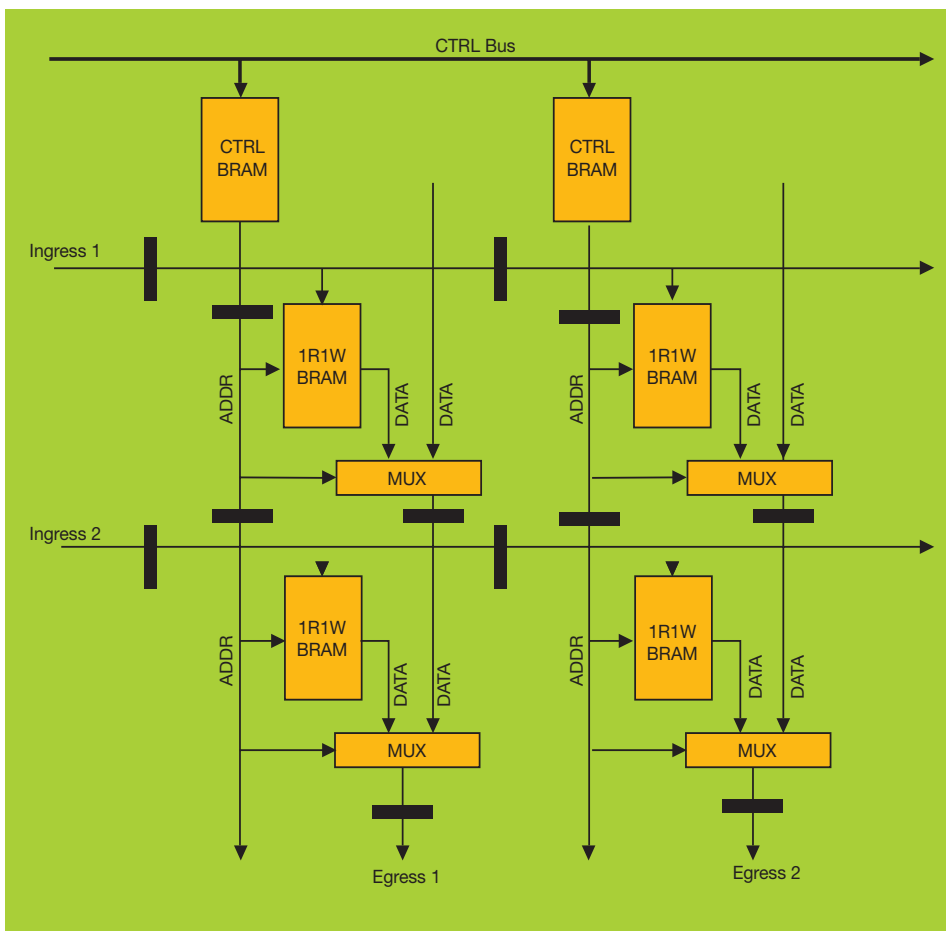 CTRL Bus
CTRL
BRAM
CTRL
BRAM
Ingress 1
1R1W
BRAM
1R1W
BRAM
ADDR
DATA
DATA
ADDR
DATA
DATA
MUX
MUX
Ingress 2
1R1W
BRAM
1R1W
BRAM
ADDR
DATA
DATA
ADDR
DATA
DATA
MUX
MUX
Egress 1
Egress 2